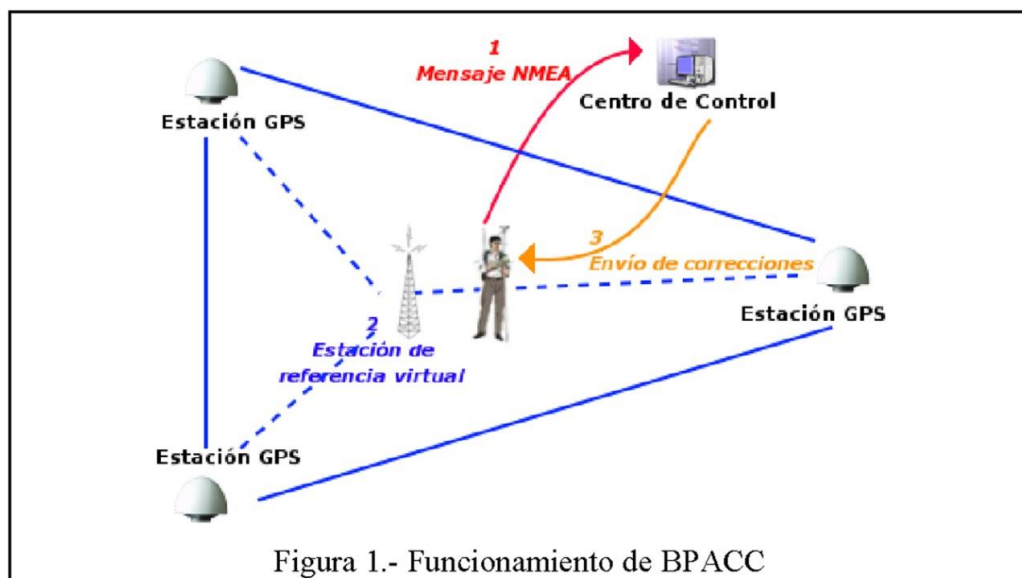 1
Mensaje NMEA
Centro de Control
Estación GPS
3
Envío de correcciones
Estación GPS
2
Estación de
referencia virtual
Estación GPS
Figura 1.- Funcionamiento de BPACC